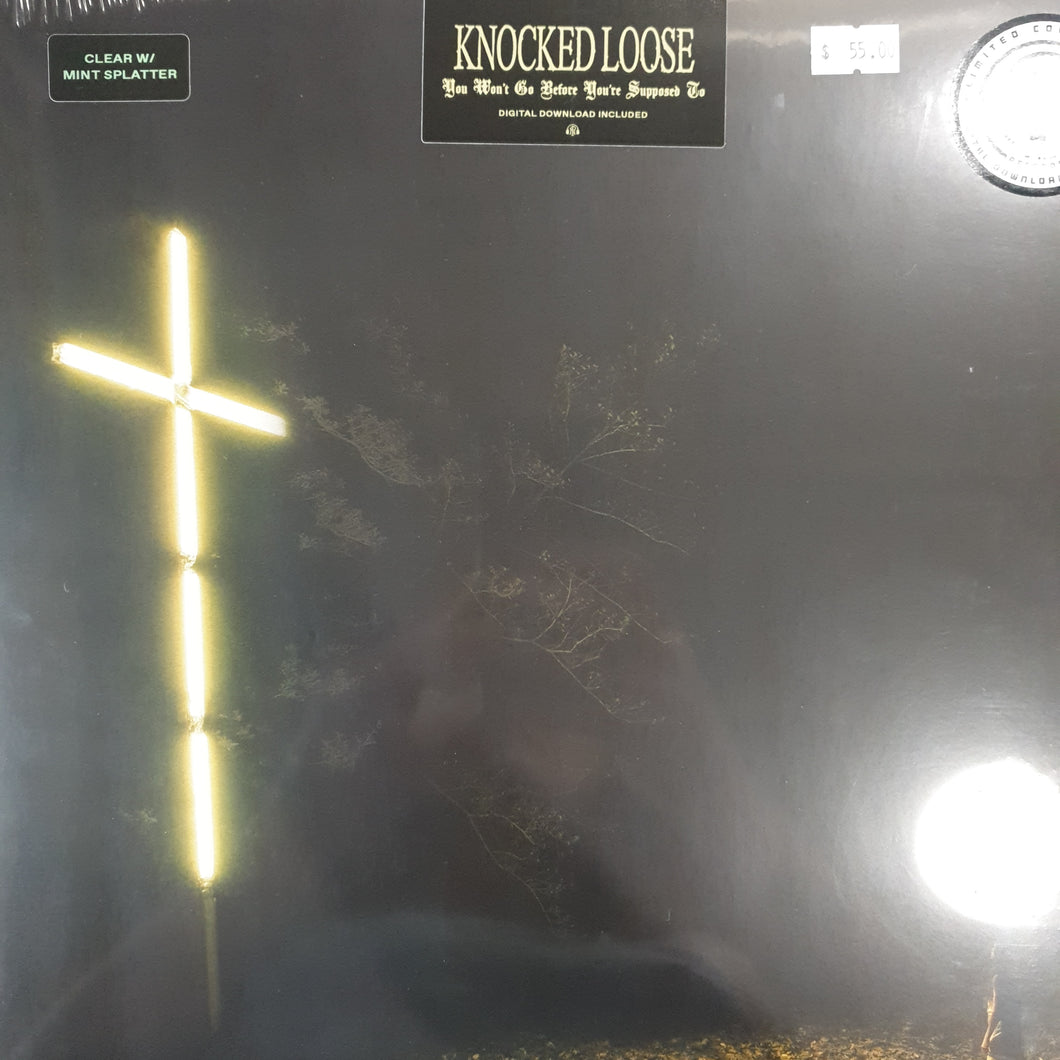 CLEAR W/
MINT SPLATTER
KNOCKED LOOSE
You Won't Go Before You're Supposed To
DIGITAL DOWNLOAD INCLUDED
$ 55.00